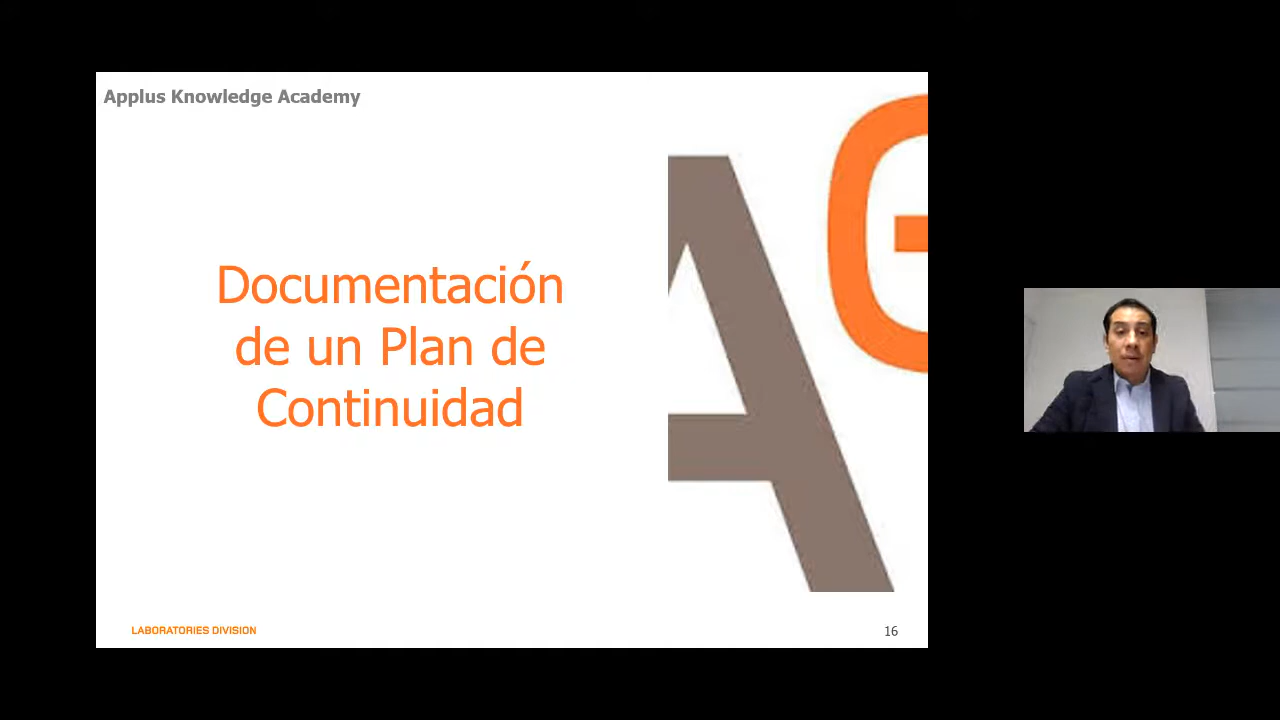 Applus Knowledge Academy
Documentación
de un Plan de
Continuidad
LABORATORIES DIVISION
16